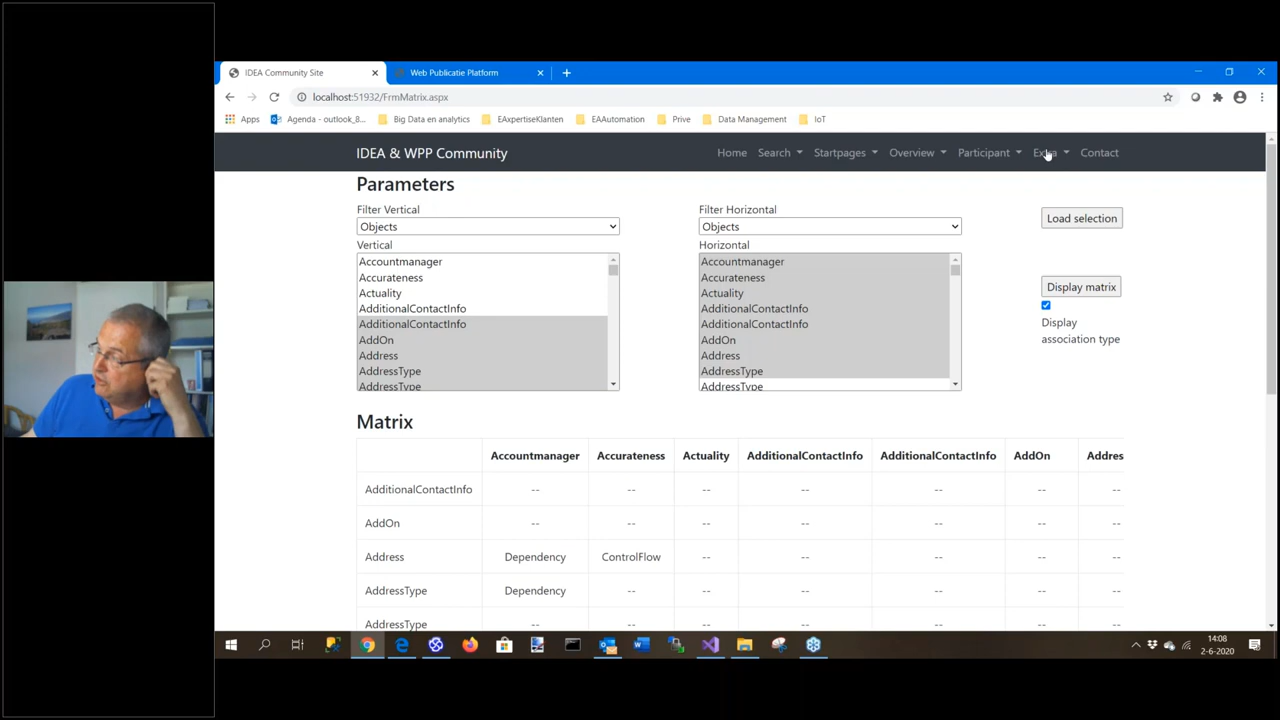 IDEA Community Site
Web Publicatie Platform
localhost:51932/FrmMatrix.aspx
Apps Agenda - outlook_8... Big Data en analytics EAxpertiseKlanten EAAutomation Prive Data Management IoT
IDEA & WPP Community Home Search Startpages Overview Participant Extra Contact
Parameters
Filter Vertical
Objects
Vertical
Accountmanager
Accurateness
Actuality
AdditionalContactInfo
AdditionalContactInfo
AddOn
Address
AddressType
AddressType
Filter Horizontal
Objects
Horizontal
Accountmanager
Accurateness
Actuality
AdditionalContactInfo
AdditionalContactInfo
AddOn
Address
AddressType
AddressType
Load selection
Display matrix
Display
association type
Matrix
Accountmanager Accurateness Actuality AdditionalContactInfo AdditionalContactInfo AddOn Addres
AdditionalContactInfo -- -- -- -- -- -- --
AddOn -- -- -- -- -- -- --
Address Dependency ControlFlow -- -- -- -- --
AddressType Dependency -- -- -- -- -- --
AddressType -- -- -- -- -- -- --
14:08
2-6-2020